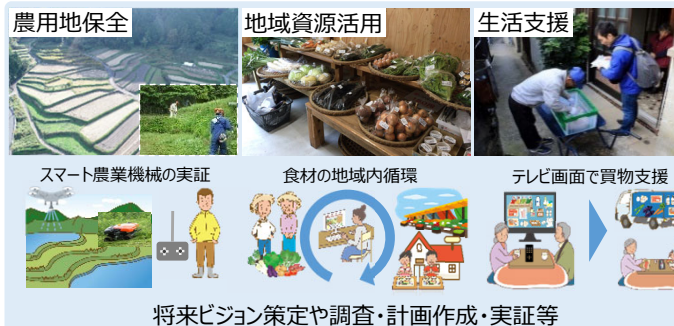 農用地保全
地域資源活用
生活支援
スマート農業機械の実証
食材の地域内循環
テレビ画面で買物支援
将来ビジョン策定や調査・計画作成・実証等